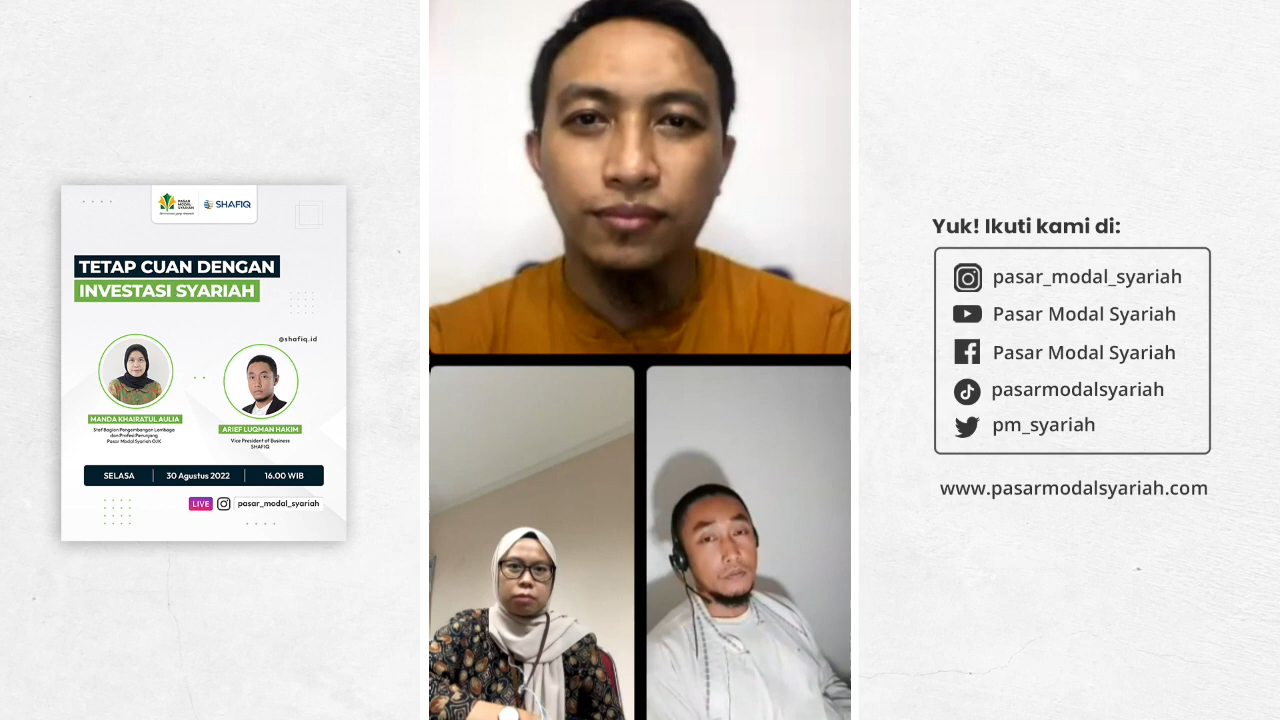 PASAR
MODAL
SYARIAH
SHAFIQ
TETAP CUAN DENGAN
INVESTASI SYARIAH
@shafiq.id
MANDA KHAIRATUL AULIA
Staf Bagian Pengembangan Lembaga
dan Profesi Penunjang
Pasar Modal Syariah OJK
ARIEF LUQMAN HAKIM
Vice President of Business
SHAFIQ
SELASA
30 Agustus 2022
16.00 WIB
LIVE
pasar_modal_syariah
Yuk! Ikuti kami di:
pasar_modal_syariah
Pasar Modal Syariah
Pasar Modal Syariah
pasarmodalsyariah
pm_syariah
www.pasarmodalsyariah.com